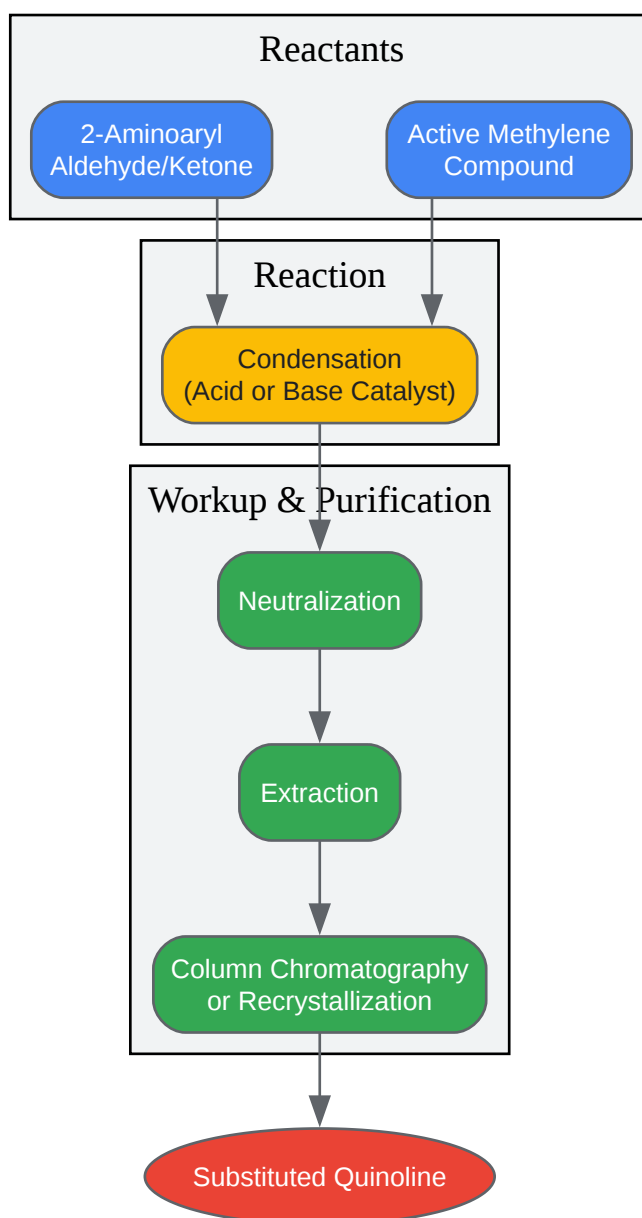 Reactants
2-Aminoaryl
Aldehyde/Ketone
Active Methylene
Compound
Reaction
Condensation
(Acid or Base Catalyst)
Workup & Purification
Neutralization
Extraction
Column Chromatography
or Recrystallization
Substituted Quinoline